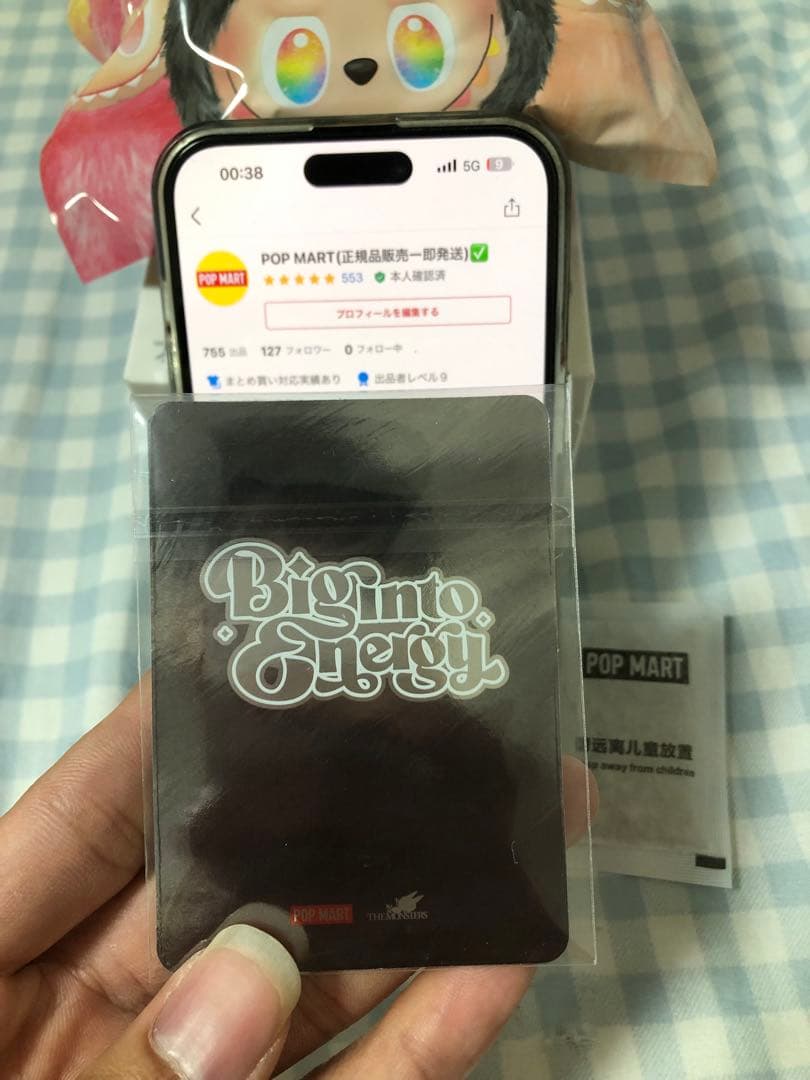 00:38
5G
9
POP MART
POP MART(正規品販売一即発送)✅
553
本人確認済
プロフィールを編集する
755 出品 127 フォロワー 0 フォロー中
まとめ買い対応実績あり 出品者レベル9
Big into
Energy
POP MART
THE MONSTERS
POP MART
远离儿童放置
away from children